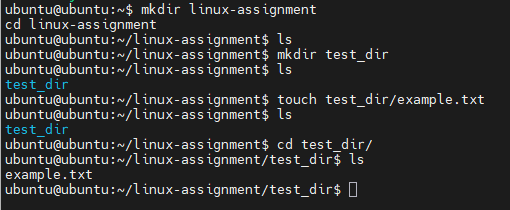 ubuntu@ubuntu:~$ mkdir linux-assignment
cd linux-assignment
ubuntu@ubuntu:~/linux-assignment$ ls
ubuntu@ubuntu:~/linux-assignment$ mkdir test_dir
ubuntu@ubuntu:~/linux-assignment$ ls
test_dir
ubuntu@ubuntu:~/linux-assignment$ touch test_dir/example.txt
ubuntu@ubuntu:~/linux-assignment$ ls
test_dir
ubuntu@ubuntu:~/linux-assignment$ cd test_dir/
ubuntu@ubuntu:~/linux-assignment/test_dir$ ls
example.txt
ubuntu@ubuntu:~/linux-assignment/test_dir$